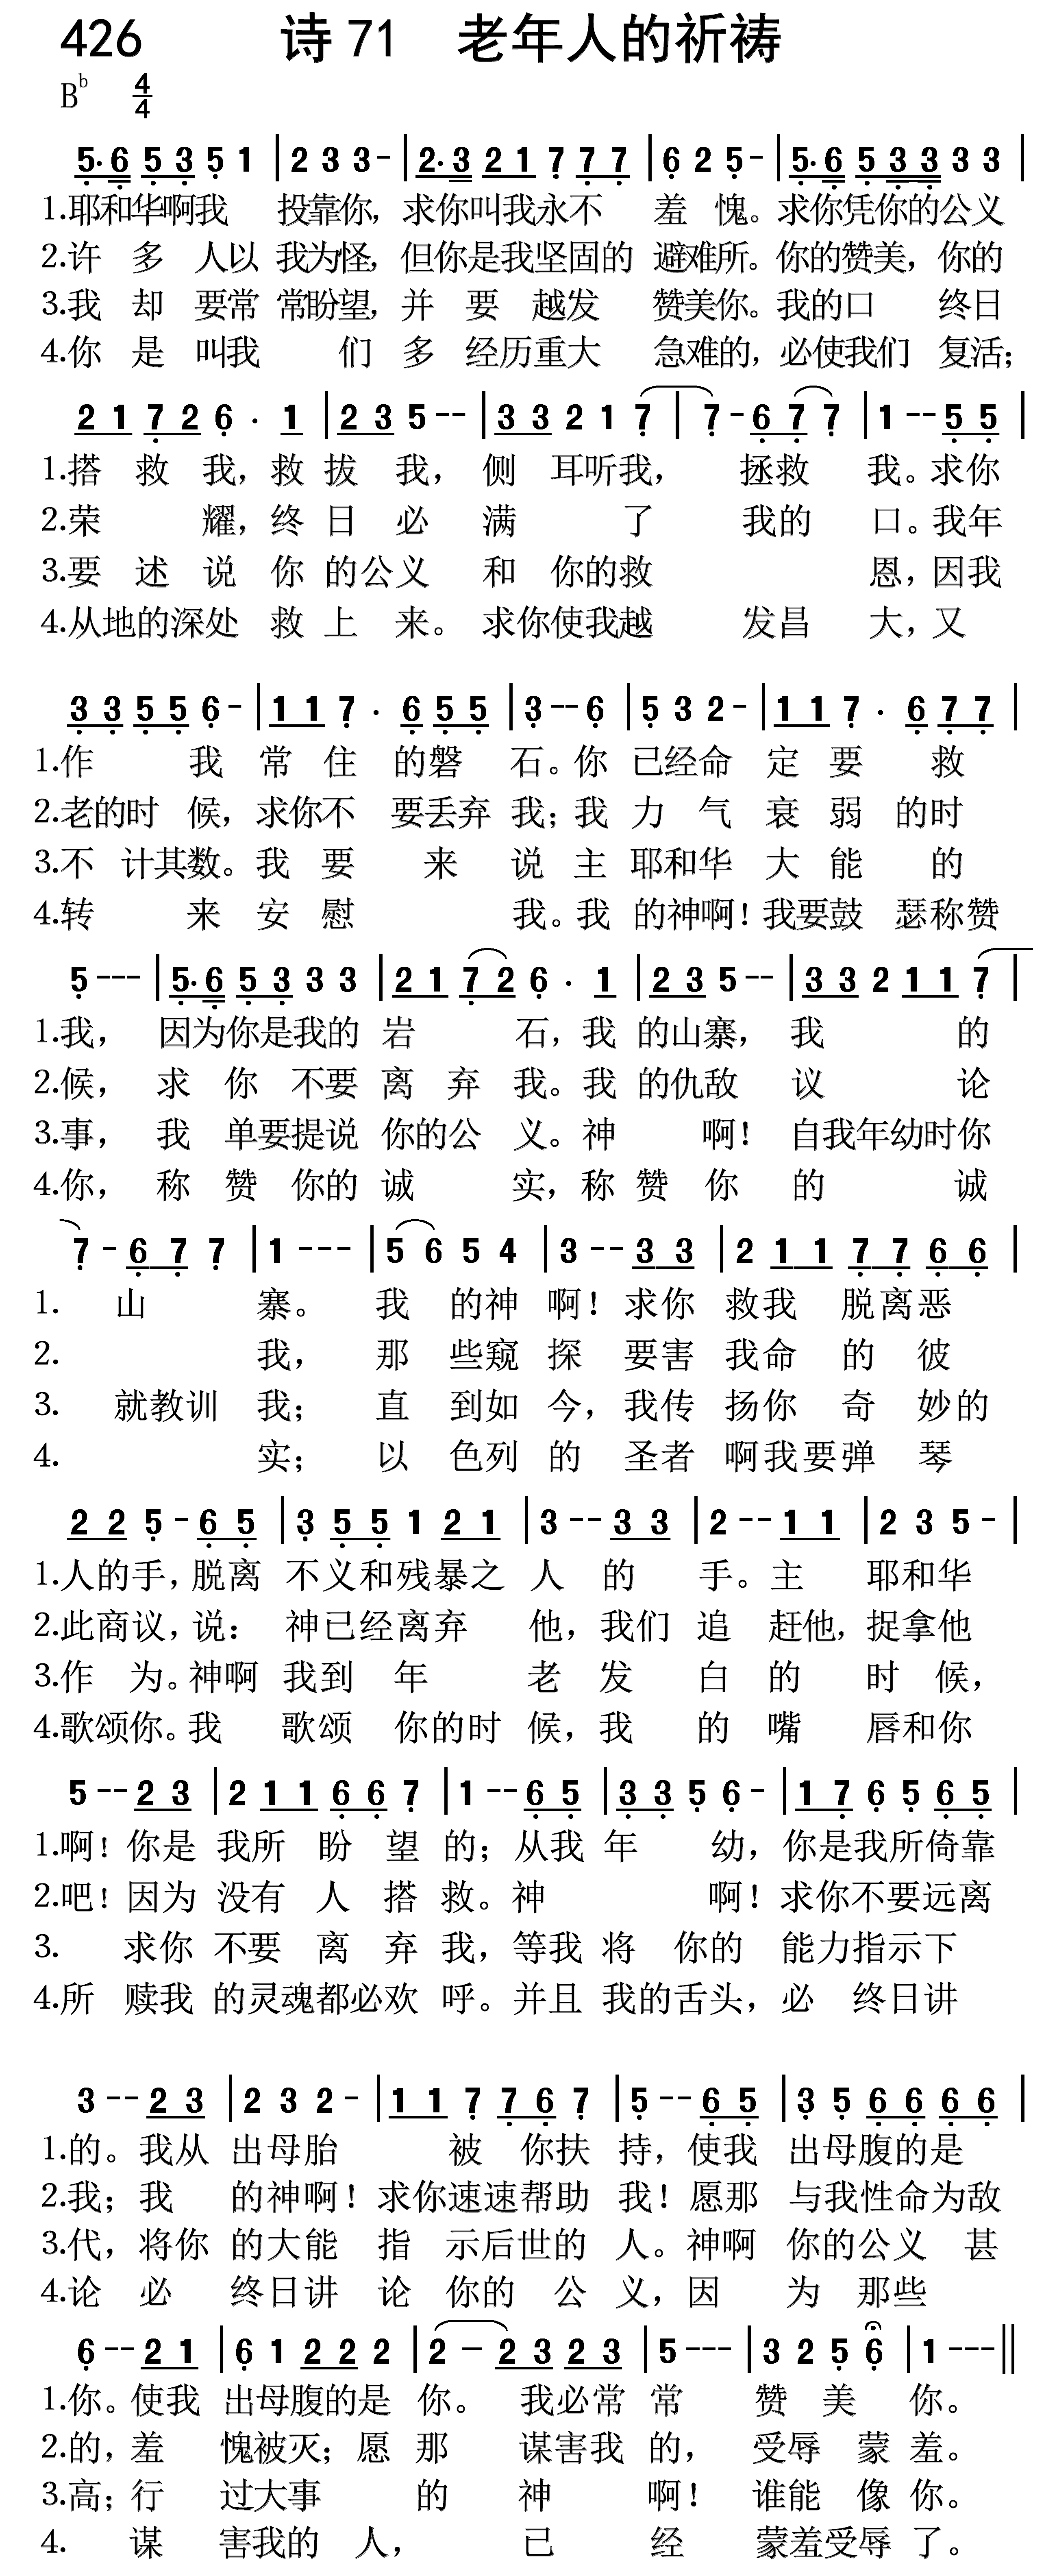 426 诗 71 老年人的祈祷
B♭ 4/4
5· 6 5 3 5 1 | 2 3 3 - | 2· 3 2 1 7 7 7 | 6 2 5 - | 5· 6 5 3 3 3 3 |
1.耶和华啊我 投靠你，求你叫我永不 羞 愧。求你凭你的公义
2.许 多 人以 我为怪，但你是我坚固的 避难所。你的赞美，你的
3.我 却 要常 常盼望，并 要 越发 赞美你。我的口 终日
4.你 是 叫我 们 多 经历重大 急难的，必使我们 复活；
2 1 7 2 6 · 1 | 2 3 5 - - | 3 3 2 1 7 | 7 - 6 7 7 | 1 - - 5 5 |
1.搭 救 我，救 拔 我， 侧 耳听我， 拯救 我。求你
2.荣 耀，终 日 必 满 了 我的 口。我年
3.要 述 说 你 的公义 和 你的救 恩，因我
4.从地的深处 救 上 来。 求你使我越 发昌 大，又
3 3 5 5 6 - | 1 1 7 · 6 5 5 | 3 - - 6 | 5 3 2 - | 1 1 7 · 6 7 7 |
1.作 我 常 住 的磐 石。你 已经命 定 要 救
2.老的时 候，求你不 要丢弃 我；我 力 气 衰 弱 的时
3.不 计其数。我 要 来 说 主 耶和华 大 能 的
4.转 来 安 慰 我。我 的神啊！我要鼓 瑟称赞
5 - - - | 5· 6 5 3 3 3 | 2 1 7 2 6 · 1 | 2 3 5 - - | 3 3 2 1 1 7 |
1.我， 因为你是我的 岩 石，我 的山寨， 我 的
2.候， 求 你 不要 离 弃 我。我 的仇敌 议 论
3.事， 我 单要提说 你的公 义。神 啊！ 自我年幼时你
4.你， 称 赞 你的 诚 实，称 赞 你 的 诚
7 - 6 7 7 | 1 - - - | 5 6 5 4 | 3 - - 3 3 | 2 1 1 7 7 6 6 |
1. 山 寨。 我 的神 啊！求你 救我 脱离恶
2. 我， 那 些窥 探 要害 我命 的 彼
3. 就教训 我； 直 到如 今，我传 扬你 奇 妙的
4. 实； 以 色列 的 圣者 啊我要弹 琴
2 2 5 - 6 5 | 3 5 5 1 2 1 | 3 - - 3 3 | 2 - - 1 1 | 2 3 5 - |
1.人的手，脱离 不义和残暴之 人 的 手。主 耶和华
2.此商议，说： 神已经离弃 他，我们 追 赶他，捉拿他
3.作 为。神啊 我到 年 老 发 白 的 时 候，
4.歌颂你。我 歌颂 你的时 候，我 的 嘴 唇和你
5 - - 2 3 | 2 1 1 6 6 7 | 1 - - 6 5 | 3 3 5 6 - | 1 7 6 5 6 5 |
1.啊！你是 我所 盼 望 的；从我 年 幼，你是我所倚靠
2.吧！因为 没有 人 搭 救。神 啊！求你不要远离
3. 求你 不要 离 弃 我，等我 将 你的 能力指示下
4.所 赎我 的灵魂都必欢 呼。并且 我的舌头，必 终日讲
3 - - 2 3 | 2 3 2 - | 1 1 7 7 6 7 | 5 - - 6 5 | 3 5 6 6 6 6 |
1.的。我从 出母胎 被 你扶 持，使我 出母腹的是
2.我；我 的神啊！求你速速帮助 我！愿那 与我性命为敌
3.代，将你 的大能 指 示后世的 人。神啊 你的公义 甚
4.论 必 终日讲 论 你的 公 义，因 为 那些
6 - - 2 1 | 6 1 2 2 2 | 2 - 2 3 2 3 | 5 - - - | 3 2 5 6 | 1 - - - ||
1.你。使我 出母腹的是 你。 我必常 常 赞 美 你。
2.的，羞 愧被灭；愿 那 谋害我 的， 受辱 蒙 羞。
3.高；行 过大事 的 神 啊！ 谁能 像 你。
4. 谋 害我的 人， 已 经 蒙羞受辱 了。